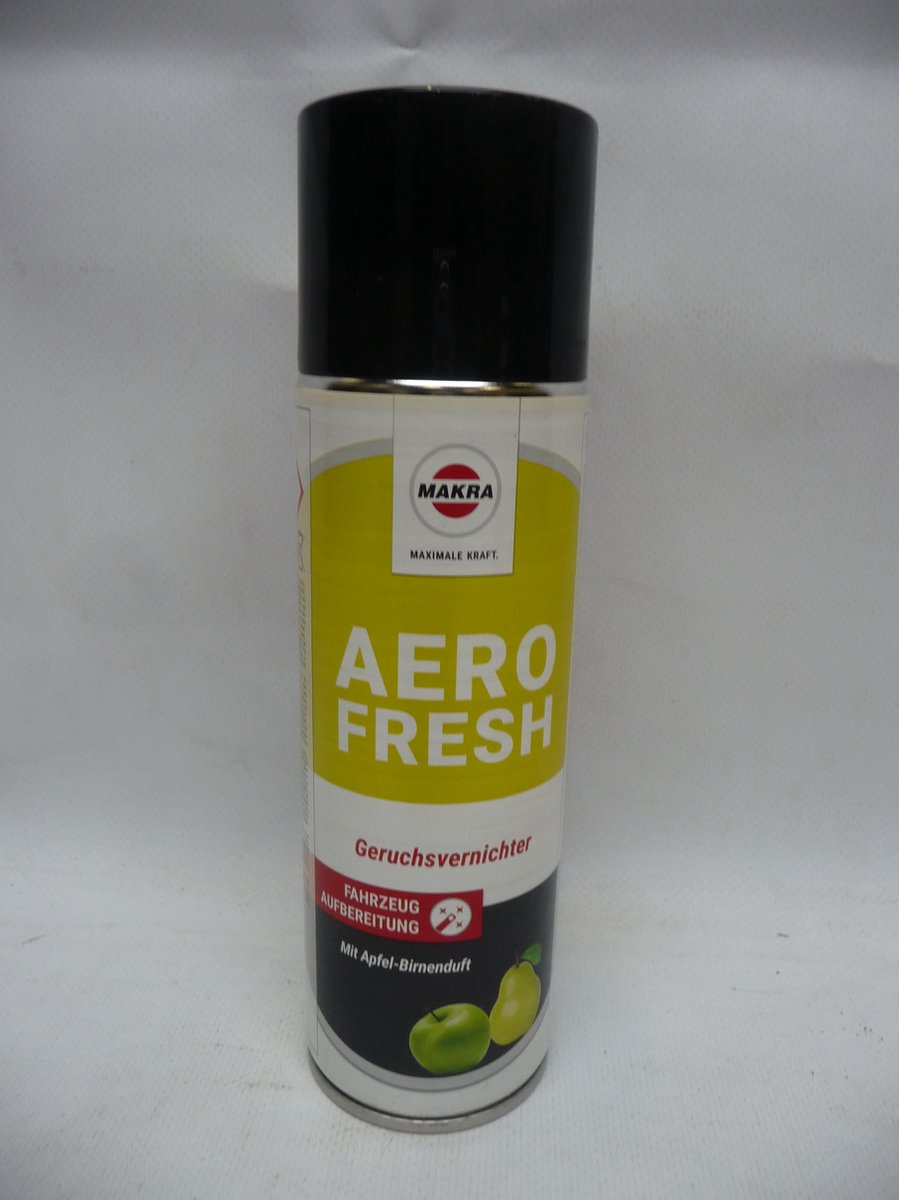 MAKRA
MAXIMALE KRAFT.
AERO
FRESH
Geruchsvernichter
FAHRZEUG
AUFBEREITUNG
Mit Apfel-Birnenduft